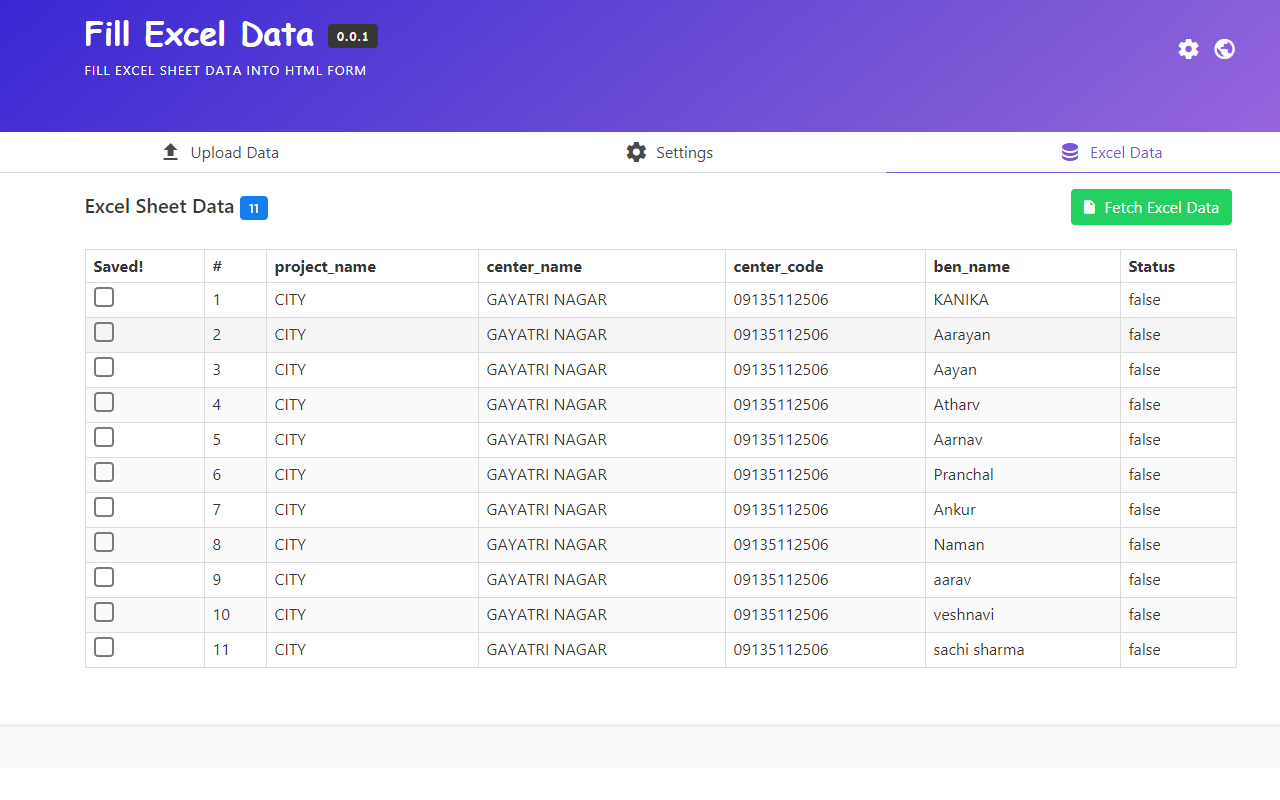 Fill Excel Data 0.0.1
FILL EXCEL SHEET DATA INTO HTML FORM
Upload Data Settings Excel Data
Excel Sheet Data 11 Fetch Excel Data
Saved! # project_name center_name center_code ben_name Status
1 CITY GAYATRI NAGAR 09135112506 KANIKA false
2 CITY GAYATRI NAGAR 09135112506 Aarayan false
3 CITY GAYATRI NAGAR 09135112506 Aayan false
4 CITY GAYATRI NAGAR 09135112506 Atharv false
5 CITY GAYATRI NAGAR 09135112506 Aarnav false
6 CITY GAYATRI NAGAR 09135112506 Pranchal false
7 CITY GAYATRI NAGAR 09135112506 Ankur false
8 CITY GAYATRI NAGAR 09135112506 Naman false
9 CITY GAYATRI NAGAR 09135112506 aarav false
10 CITY GAYATRI NAGAR 09135112506 veshnavi false
11 CITY GAYATRI NAGAR 09135112506 sachi sharma false